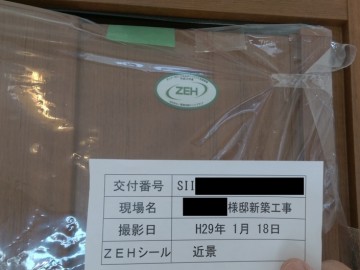 ZEH
交付番号 SII
現場名 様邸新築工事
撮影日 H29年 1月 18日
ZEHシール 近景